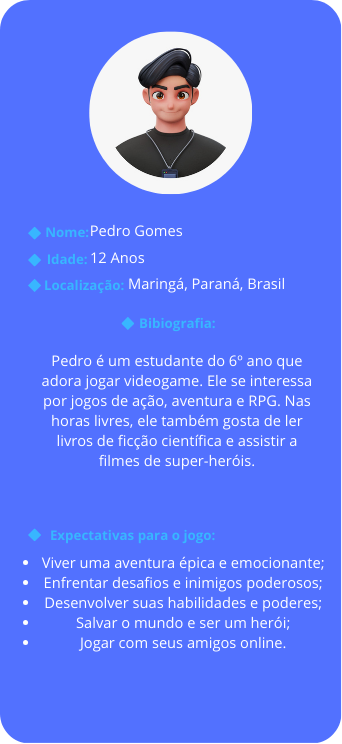 Nome:Pedro Gomes
Idade: 12 Anos
Localização: Maringá, Paraná, Brasil
Bibiografia:
Pedro é um estudante do 6º ano que
adora jogar videogame. Ele se interessa
por jogos de ação, aventura e RPG. Nas
horas livres, ele também gosta de ler
livros de ficção científica e assistir a
filmes de super-heróis.
Expectativas para o jogo:
• Viver uma aventura épica e emocionante;
• Enfrentar desafios e inimigos poderosos;
• Desenvolver suas habilidades e poderes;
• Salvar o mundo e ser um herói;
• Jogar com seus amigos online.